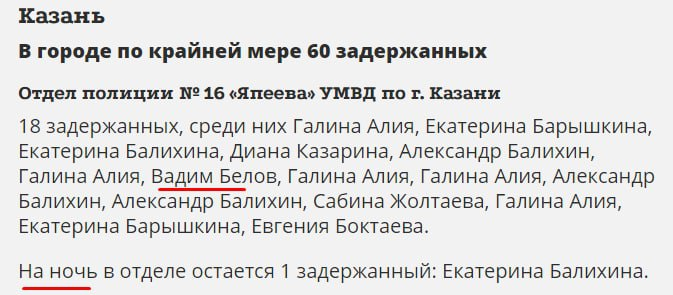 Казань
В городе по крайней мере 60 задержанных
Отдел полиции № 16 «Япеева» УМВД по г. Казани
18 задержанных, среди них Галина Алия, Екатерина Барышкина,
Екатерина Балихина, Диана Казарина, Александр Балихин,
Галина Алия, Вадим Белов, Галина Алия, Галина Алия, Александр
Балихин, Александр Балихин, Сабина Жолтаева, Галина Алия,
Екатерина Барышкина, Евгения Боктаева.
На ночь в отделе остается 1 задержанный: Екатерина Балихина.